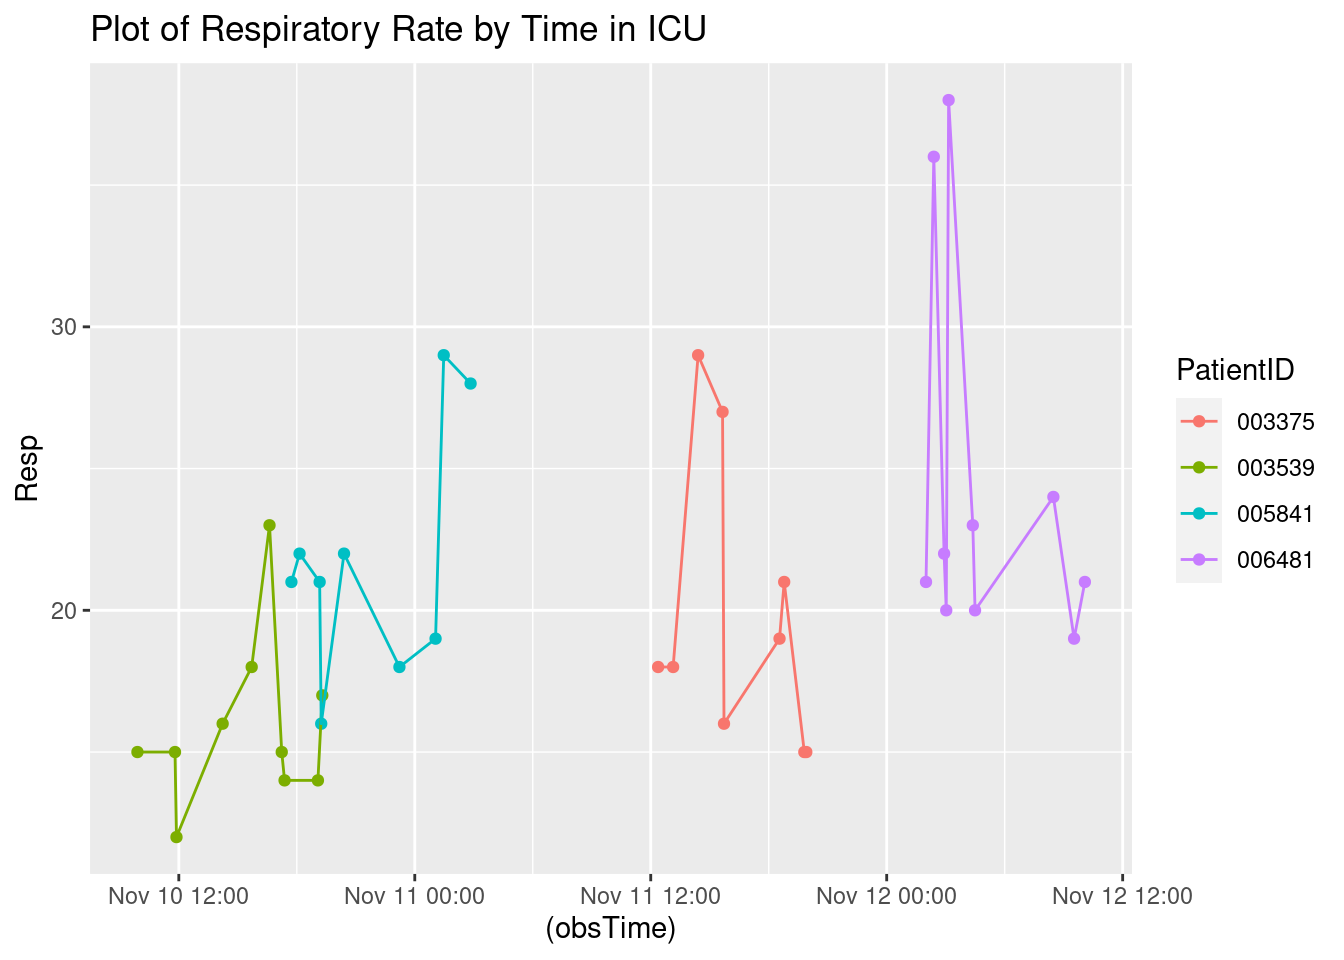 Plot of Respiratory Rate by Time in ICU
Resp
30
20
Nov 10 12:00
Nov 11 00:00
Nov 11 12:00
Nov 12 00:00
Nov 12 12:00
(obsTime)
PatientID
003375
003539
005841
006481